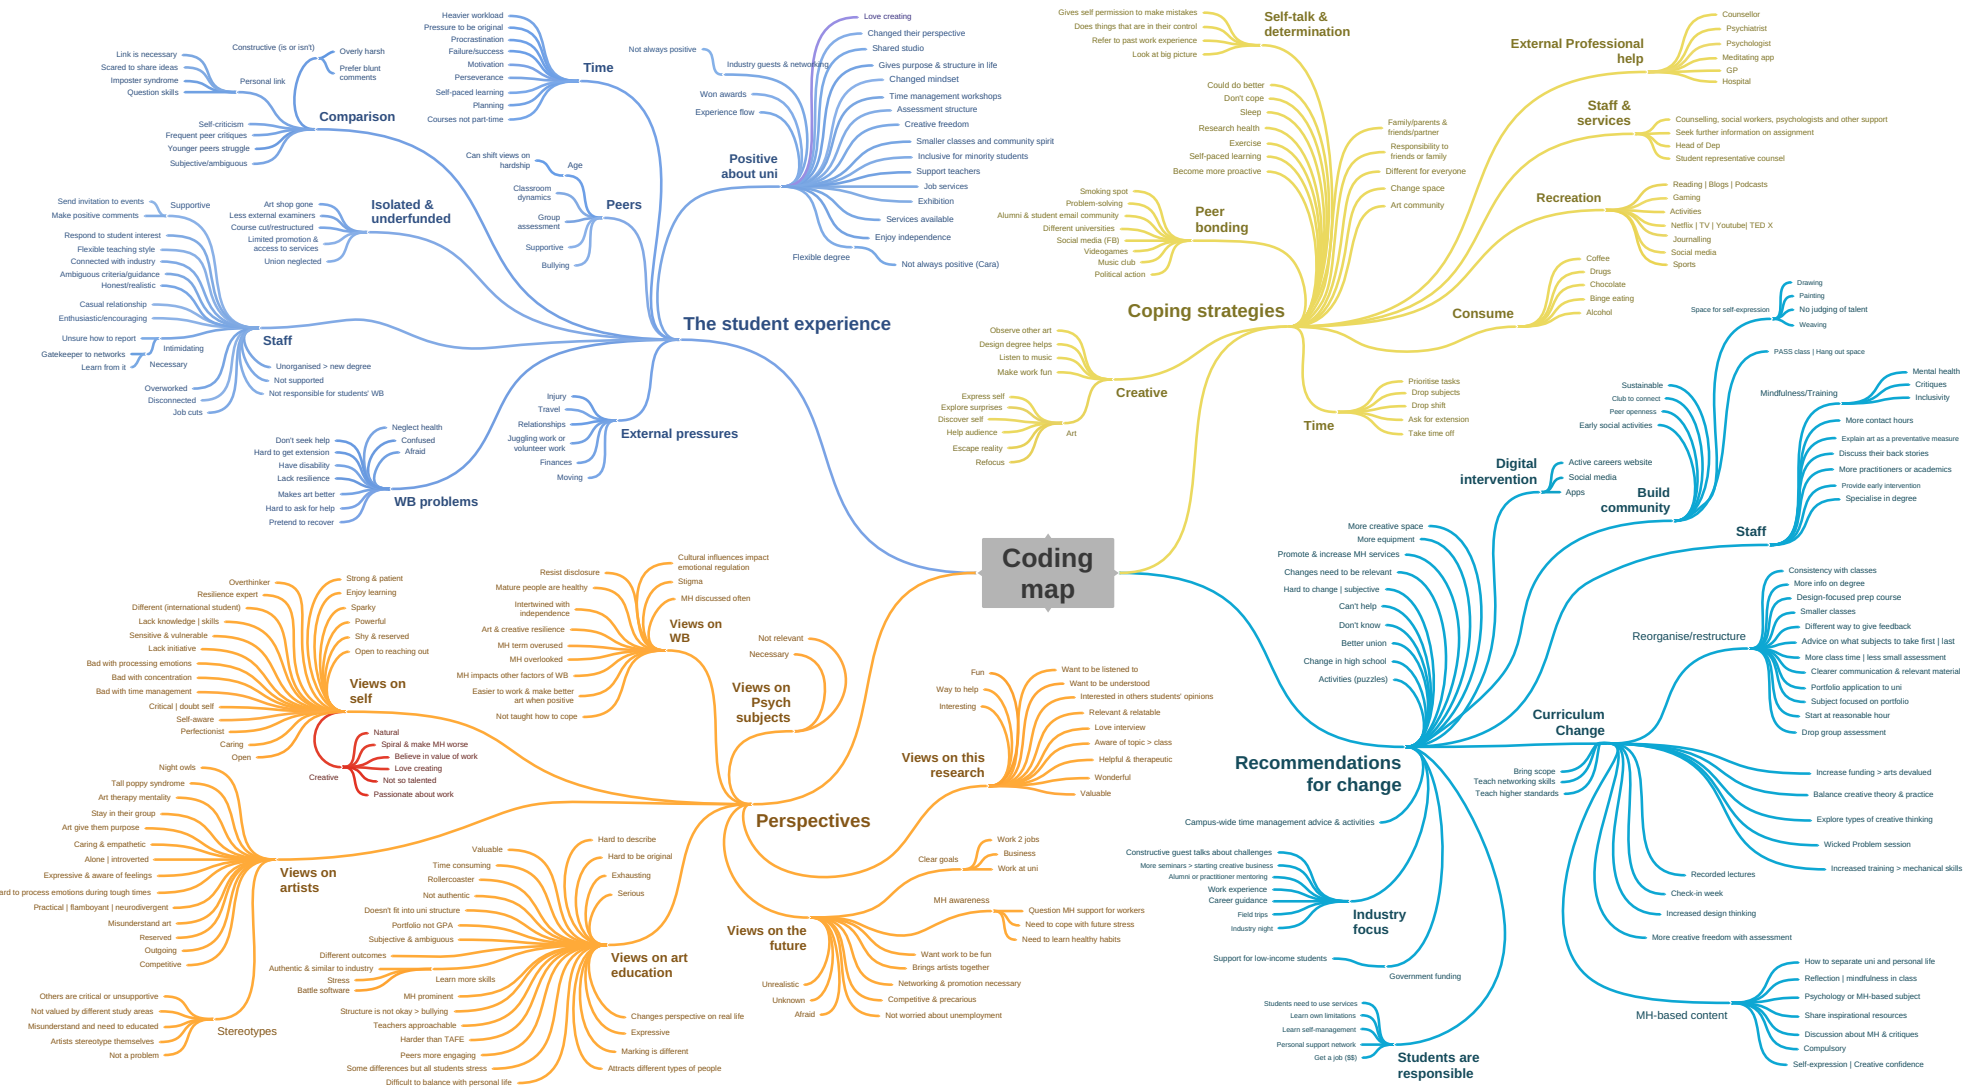 Coding
map
The student experience
Comparison
Personal link
Link is necessary
Scared to share ideas
Imposter syndrome
Question skills
Constructive (is or isn't)
Overly harsh
Prefer blunt
comments
Self-criticism
Frequent peer critiques
Younger peers struggle
Subjective/ambiguous
Time
Heavier workload
Pressure to be original
Procrastination
Failure/success
Motivation
Perseverance
Self-paced learning
Planning
Courses not part-time
Isolated &
underfunded
Art shop gone
Less external examiners
Course cut/restructured
Limited promotion &
access to services
Union neglected
Peers
Age
Can shift views on
hardship
Classroom
dynamics
Group
assessment
Supportive
Bullying
Positive
about uni
Not always positive
Industry guests & networking
Won awards
Experience flow
Love creating
Changed their perspective
Shared studio
Gives purpose & structure in life
Changed mindset
Time management workshops
Assessment structure
Creative freedom
Smaller classes and community spirit
Inclusive for minority students
Support teachers
Job services
Exhibition
Services available
Enjoy independence
Flexible degree
Not always positive (Cara)
Staff
Supportive
Send invitation to events
Make positive comments
Respond to student interest
Flexible teaching style
Connected with industry
Ambiguous criteria/guidance
Honest/realistic
Casual relationship
Enthusiastic/encouraging
Unsure how to report
Intimidating
Gatekeeper to networks
Learn from it
Necessary
Overworked
Disconnected
Job cuts
Unorganised > new degree
Not supported
Not responsible for students' WB
WB problems
Neglect health
Confused
Afraid
Don't seek help
Hard to get extension
Have disability
Lack resilience
Makes art better
Hard to ask for help
Pretend to recover
External pressures
Injury
Travel
Relationships
Juggling work or
volunteer work
Finances
Moving
Coping strategies
Self-talk &
determination
Gives self permission to make mistakes
Does things that are in their control
Refer to past work experience
Look at big picture
Could do better
Don't cope
Sleep
Research health
Exercise
Self-paced learning
Become more proactive
Family/parents &
friends/partner
Responsibility to
friends or family
Different for everyone
Change space
Art community
Peer
bonding
Smoking spot
Problem-solving
Alumni & student email community
Different universities
Social media (FB)
Videogames
Music club
Political action
External Professional
help
Counsellor
Psychiatrist
Psychologist
Meditating app
GP
Hospital
Staff &
services
Counselling, social workers, psychologists and other support
Seek further information on assignment
Head of Dep
Student representative counsel
Recreation
Reading | Blogs | Podcasts
Gaming
Activities
Netflix | TV | Youtube| TED X
Journalling
Social media
Sports
Consume
Coffee
Drugs
Chocolate
Binge eating
Alcohol
Time
Prioritise tasks
Drop subjects
Drop shift
Ask for extension
Take time off
Creative
Observe other art
Design degree helps
Listen to music
Make work fun
Art
Express self
Explore surprises
Discover self
Help audience
Escape reality
Refocus
Perspectives
Views on
self
Overthinker
Resilience expert
Different (international student)
Lack knowledge | skills
Sensitive & vulnerable
Lack initiative
Bad with processing emotions
Bad with concentration
Bad with time management
Critical | doubt self
Self-aware
Perfectionist
Caring
Open
Strong & patient
Enjoy learning
Sparky
Powerful
Shy & reserved
Open to reaching out
Creative
Natural
Spiral & make MH worse
Believe in value of work
Love creating
Not so talented
Passionate about work
Views on
WB
Cultural influences impact
emotional regulation
Stigma
MH discussed often
Resist disclosure
Mature people are healthy
Intertwined with
independence
Art & creative resilience
MH term overused
MH overlooked
MH impacts other factors of WB
Easier to work & make better
art when positive
Not taught how to cope
Views on
Psych
subjects
Not relevant
Necessary
Views on this
research
Fun
Way to help
Interesting
Want to be listened to
Want to be understood
Interested in others students' opinions
Relevant & relatable
Love interview
Aware of topic > class
Helpful & therapeutic
Wonderful
Valuable
Views on
artists
Night owls
Tall poppy syndrome
Art therapy mentality
Stay in their group
Art give them purpose
Caring & empathetic
Alone | introverted
Expressive & aware of feelings
ard to process emotions during tough times
Practical | flamboyant | neurodivergent
Misunderstand art
Reserved
Outgoing
Competitive
Stereotypes
Others are critical or unsupportive
Not valued by different study areas
Misunderstand and need to educated
Artists stereotype themselves
Not a problem
Views on art
education
Valuable
Time consuming
Rollercoaster
Not authentic
Doesn't fit into uni structure
Portfolio not GPA
Subjective & ambiguous
Different outcomes
Authentic & similar to industry
Stress
Battle software
Learn more skills
MH prominent
Structure is not okay > bullying
Teachers approachable
Harder than TAFE
Peers more engaging
Some differences but all students stress
Difficult to balance with personal life
Hard to describe
Hard to be original
Exhausting
Serious
Changes perspective on real life
Expressive
Marking is different
Attracts different types of people
Views on the
future
Clear goals
Work 2 jobs
Business
Work at uni
MH awareness
Question MH support for workers
Need to cope with future stress
Need to learn healthy habits
Want work to be fun
Brings artists together
Networking & promotion necessary
Competitive & precarious
Not worried about unemployment
Unrealistic
Unknown
Afraid
Recommendations
for change
More creative space
More equipment
Promote & increase MH services
Changes need to be relevant
Hard to change | subjective
Can't help
Don't know
Better union
Change in high school
Activities (puzzles)
Campus-wide time management advice & activities
Digital
intervention
Active careers website
Social media
Apps
Build
community
Space for self-expression
Drawing
Painting
No judging of talent
Weaving
PASS class | Hang out space
Sustainable
Club to connect
Peer openness
Early social activities
Staff
Mindfulness/Training
Mental health
Critiques
Inclusivity
More contact hours
Explain art as a preventative measure
Discuss their back stories
More practitioners or academics
Provide early intervention
Specialise in degree
Curriculum
Change
Reorganise/restructure
Consistency with classes
More info on degree
Design-focused prep course
Smaller classes
Different way to give feedback
Advice on what subjects to take first | last
More class time | less small assessment
Clearer communication & relevant material
Portfolio application to uni
Subject focused on portfolio
Start at reasonable hour
Drop group assessment
Bring scope
Teach networking skills
Teach higher standards
Increase funding > arts devalued
Balance creative theory & practice
Explore types of creative thinking
Wicked Problem session
Increased training > mechanical skills
Recorded lectures
Check-in week
Increased design thinking
More creative freedom with assessment
MH-based content
How to separate uni and personal life
Reflection | mindfulness in class
Psychology or MH-based subject
Share inspirational resources
Discussion about MH & critiques
Compulsory
Self-expression | Creative confidence
Industry
focus
Constructive guest talks about challenges
More seminars > starting creative business
Alumni or practitioner mentoring
Work experience
Career guidance
Field trips
Industry night
Support for low-income students
Government funding
Students are
responsible
Students need to use services
Learn own limitations
Learn self-management
Personal support network
Get a job ($$)